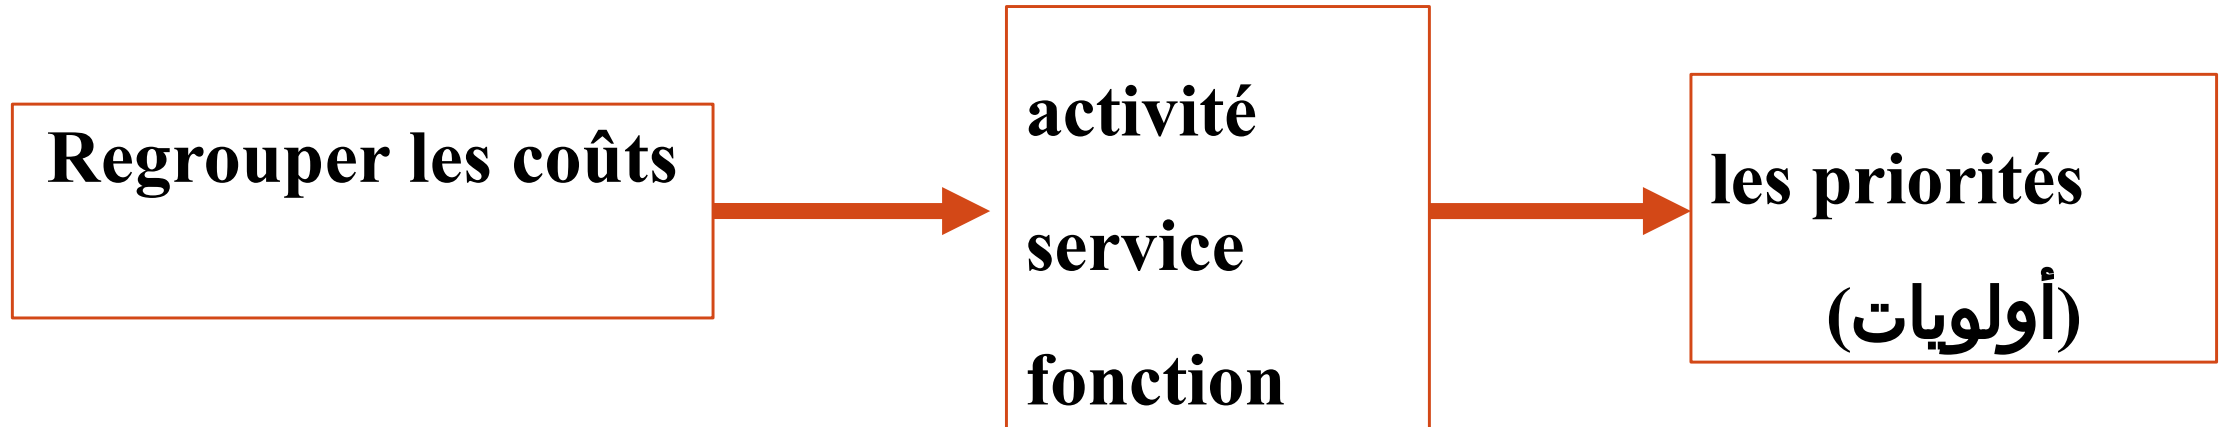 Regrouper les coûts
activité
service
fonction
les priorités
(أولويات)